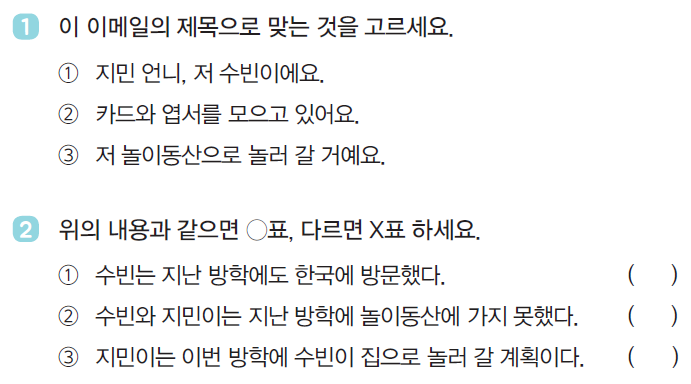 1 이 이메일의 제목으로 맞는 것을 고르세요.
① 지민 언니, 저 수빈이에요.
② 카드와 엽서를 모으고 있어요.
③ 저 놀이동산으로 놀러 갈 거예요.
2 위의 내용과 같으면 ◯표, 다르면 X표 하세요.
① 수빈는 지난 방학에도 한국에 방문했다. ( )
② 수빈와 지민이는 지난 방학에 놀이동산에 가지 못했다. ( )
③ 지민이는 이번 방학에 수빈이 집으로 놀러 갈 계획이다. ( )